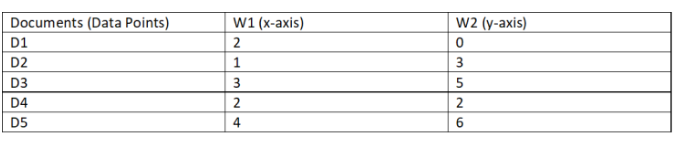 Documents (Data Points) W1 (x-axis) W2 (y-axis)
D1 2 0
D2 1 3
D3 3 5
D4 2 2
D5 4 6